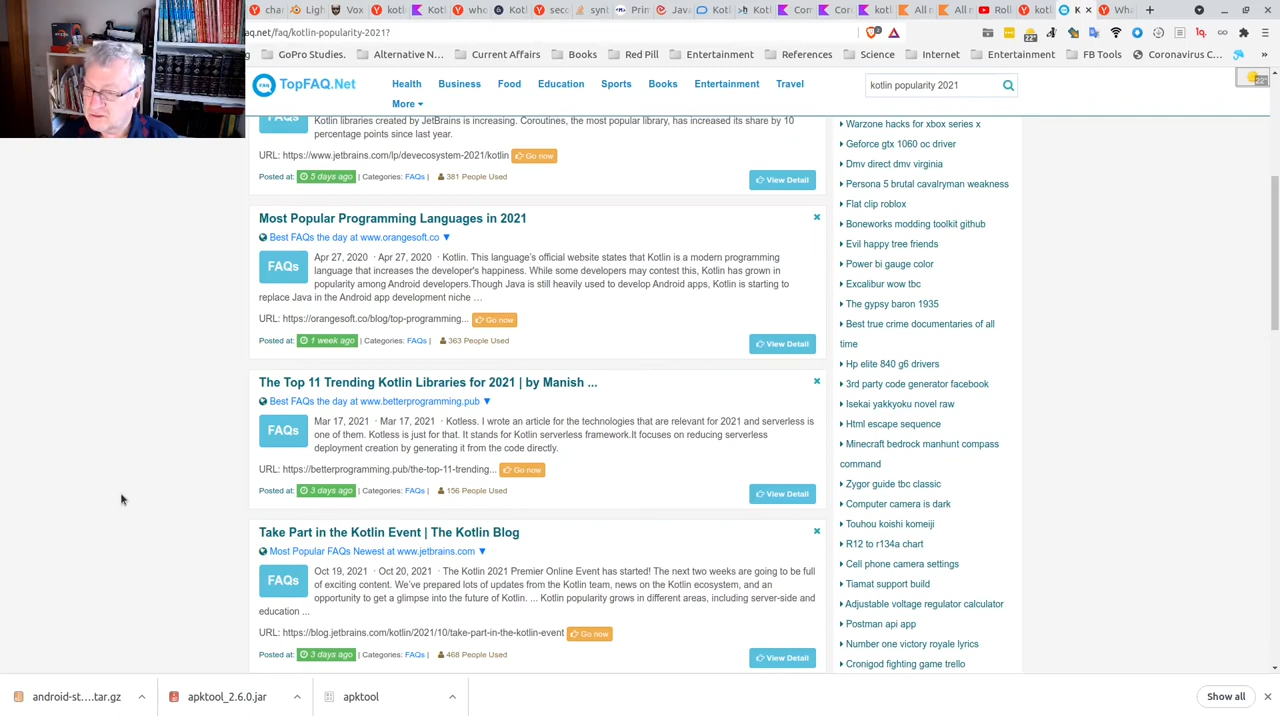 char
Ligh
Vox
k
Kotl
who
Kotl
seco
synt
Prim
Java
Kotl
Kotl
Com
Cor
All
All
Roll
kotl
K
Wha
aq.net/faq/kotlin-popularity-2021?
GoPro Studies.
Alternative N...
Current Affairs
Books
Red Pill
Entertainment
References
Science
Internet
Entertainment
FB Tools
Coronavirus C...
TopFAQ.Net
Health
Business
Food
Education
Sports
Books
Entertainment
Travel
More
kotlin popularity 2021
22°
Kotlin libraries created by JetBrains is increasing. Coroutines, the most popular library, has increased its share by 10
percentage points since last year.
URL: https://www.jetbrains.com/lp/devecosystem-2021/kotlin Go now
Posted at: 5 days ago | Categories: FAQs | 381 People Used
View Detail
Most Popular Programming Languages in 2021
Best FAQs the day at www.orangesoft.co ▼
FAQs
Apr 27, 2020 · Apr 27, 2020 · Kotlin. This language's official website states that Kotlin is a modern programming
language that increases the developer's happiness. While some developers may contest this, Kotlin has grown in
popularity among Android developers.Though Java is still heavily used to develop Android apps, Kotlin is starting to
replace Java in the Android app development niche …
URL: https://orangesoft.co/blog/top-programming... Go now
Posted at: 1 week ago | Categories: FAQs | 363 People Used
View Detail
The Top 11 Trending Kotlin Libraries for 2021 | by Manish ...
Best FAQs the day at www.betterprogramming.pub ▼
FAQs
Mar 17, 2021 · Mar 17, 2021 · Kotless. I wrote an article for the technologies that are relevant for 2021 and serverless is
one of them. Kotless is just for that. It stands for Kotlin serverless framework.It focuses on reducing serverless
deployment creation by generating it from the code directly.
URL: https://betterprogramming.pub/the-top-11-trending... Go now
Posted at: 3 days ago | Categories: FAQs | 156 People Used
View Detail
Take Part in the Kotlin Event | The Kotlin Blog
Most Popular FAQs Newest at www.jetbrains.com ▼
FAQs
Oct 19, 2021 · Oct 20, 2021 · The Kotlin 2021 Premier Online Event has started! The next two weeks are going to be full
of exciting content. We've prepared lots of updates from the Kotlin team, news on the Kotlin ecosystem, and an
opportunity to get a glimpse into the future of Kotlin. ... Kotlin popularity grows in different areas, including server-side and
education ...
URL: https://blog.jetbrains.com/kotlin/2021/10/take-part-in-the-kotlin-event Go now
Posted at: 3 days ago | Categories: FAQs | 468 People Used
View Detail
Warzone hacks for xbox series x
Geforce gtx 1060 oc driver
Dmv direct dmv virginia
Persona 5 brutal cavalryman weakness
Flat clip roblox
Boneworks modding toolkit github
Evil happy tree friends
Power bi gauge color
Excalibur wow tbc
The gypsy baron 1935
Best true crime documentaries of all
time
Hp elite 840 g6 drivers
3rd party code generator facebook
Isekai yakkyoku novel raw
Html escape sequence
Minecraft bedrock manhunt compass
command
Zygor guide tbc classic
Computer camera is dark
Touhou koishi komeiji
R12 to r134a chart
Cell phone camera settings
Tiamat support build
Adjustable voltage regulator calculator
Postman api app
Number one victory royale lyrics
Cronigod fighting game trello
android-st....tar.gz
apktool_2.6.0.jar
apktool
Show all